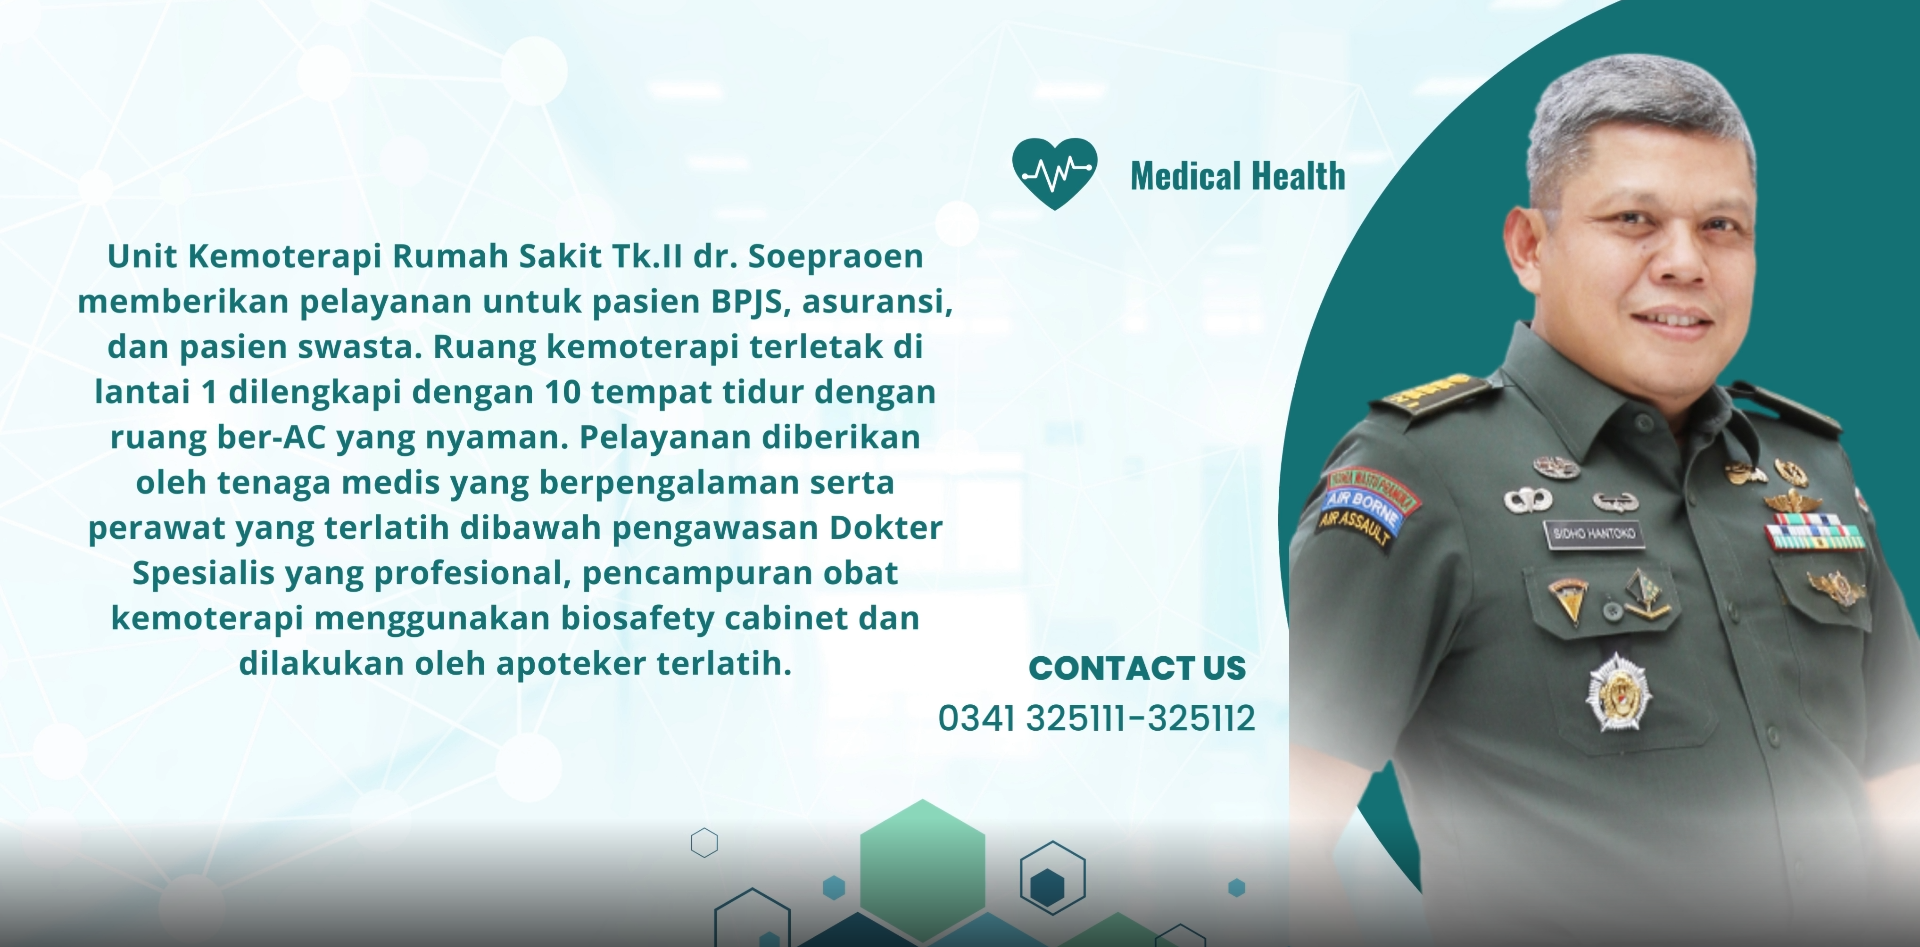 Medical Health
Unit Kemoterapi Rumah Sakit Tk.II dr. Soepraoen
memberikan pelayanan untuk pasien BPJS, asuransi,
dan pasien swasta. Ruang kemoterapi terletak di
lantai 1 dilengkapi dengan 10 tempat tidur dengan
ruang ber-AC yang nyaman. Pelayanan diberikan
oleh tenaga medis yang berpengalaman serta
perawat yang terlatih dibawah pengawasan Dokter
Spesialis yang profesional, pencampuran obat
kemoterapi menggunakan biosafety cabinet dan
dilakukan oleh apoteker terlatih.
CONTACT US
0341 325111-325112
AIR BORNE
AIR ASSAULT
SIDHO HANTOKO